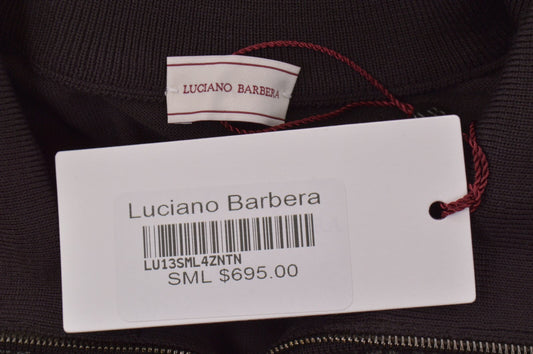 LUCIANO BARBERA
Luciano Barbera
LU13SML4ZNTN
SML $695.00